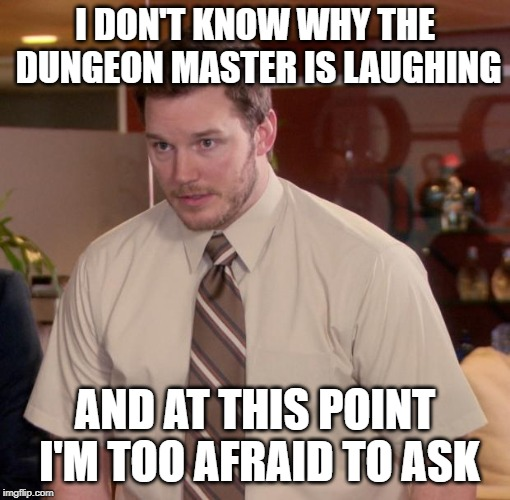 I DON'T KNOW WHY THE
DUNGEON MASTER IS LAUGHING
AND AT THIS POINT
I'M TOO AFRAID TO ASK
imgflip.com